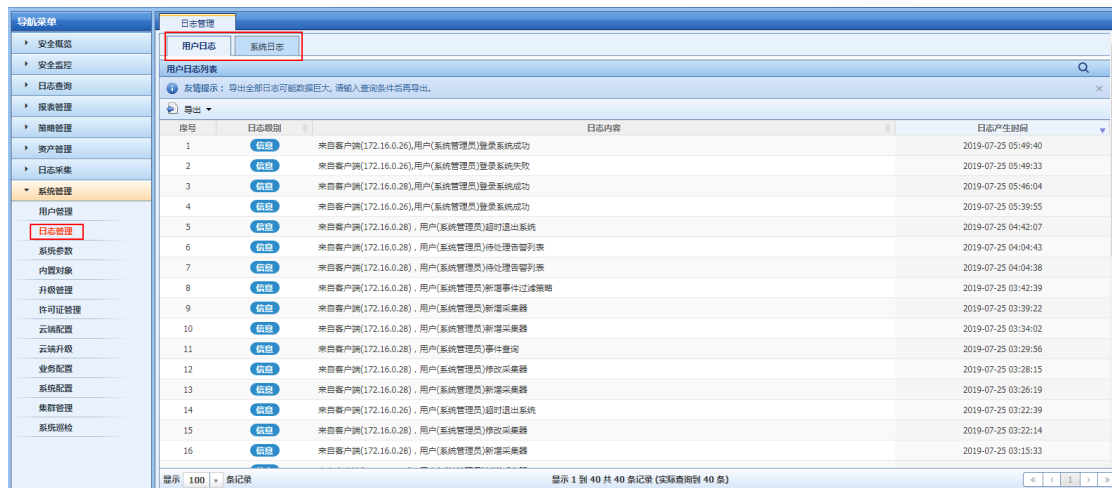 导航菜单
安全概览
安全监控
日志查询
报表管理
策略管理
资产管理
日志采集
系统管理
用户管理
日志管理
系统参数
内置对象
升级管理
许可证管理
云端配置
云端升级
业务配置
系统配置
集群管理
系统巡检
日志管理
用户日志 系统日志
用户日志列表
友情提示： 导出全部日志可能数据巨大, 请输入查询条件后再导出。
导出
序号 日志级别 日志内容 日志产生时间
1 信息 来自客户端(172.16.0.26),用户(系统管理员)登录系统成功 2019-07-25 05:49:40
2 信息 来自客户端(172.16.0.26),用户(系统管理员)登录系统失败 2019-07-25 05:49:33
3 信息 来自客户端(172.16.0.28),用户(系统管理员)登录系统成功 2019-07-25 05:46:04
4 信息 来自客户端(172.16.0.26),用户(系统管理员)登录系统成功 2019-07-25 05:39:55
5 信息 来自客户端(172.16.0.28)，用户(系统管理员)超时退出系统 2019-07-25 04:42:07
6 信息 来自客户端(172.16.0.28)，用户(系统管理员)待处理告警列表 2019-07-25 04:04:43
7 信息 来自客户端(172.16.0.28)，用户(系统管理员)待处理告警列表 2019-07-25 04:04:38
8 信息 来自客户端(172.16.0.28)，用户(系统管理员)新增事件过滤策略 2019-07-25 03:42:39
9 信息 来自客户端(172.16.0.28)，用户(系统管理员)新增采集器 2019-07-25 03:39:22
10 信息 来自客户端(172.16.0.28)，用户(系统管理员)新增采集器 2019-07-25 03:34:02
11 信息 来自客户端(172.16.0.28)，用户(系统管理员)事件查询 2019-07-25 03:29:56
12 信息 来自客户端(172.16.0.28)，用户(系统管理员)修改采集器 2019-07-25 03:28:15
13 信息 来自客户端(172.16.0.28)，用户(系统管理员)新增采集器 2019-07-25 03:26:19
14 信息 来自客户端(172.16.0.26)，用户(系统管理员)超时退出系统 2019-07-25 03:22:39
15 信息 来自客户端(172.16.0.28)，用户(系统管理员)修改采集器 2019-07-25 03:22:14
16 信息 来自客户端(172.16.0.28)，用户(系统管理员)新增采集器 2019-07-25 03:15:33
显示 100 条记录 显示 1 到 40 共 40 条记录 (实际查询到 40 条) « ‹ 1 › »